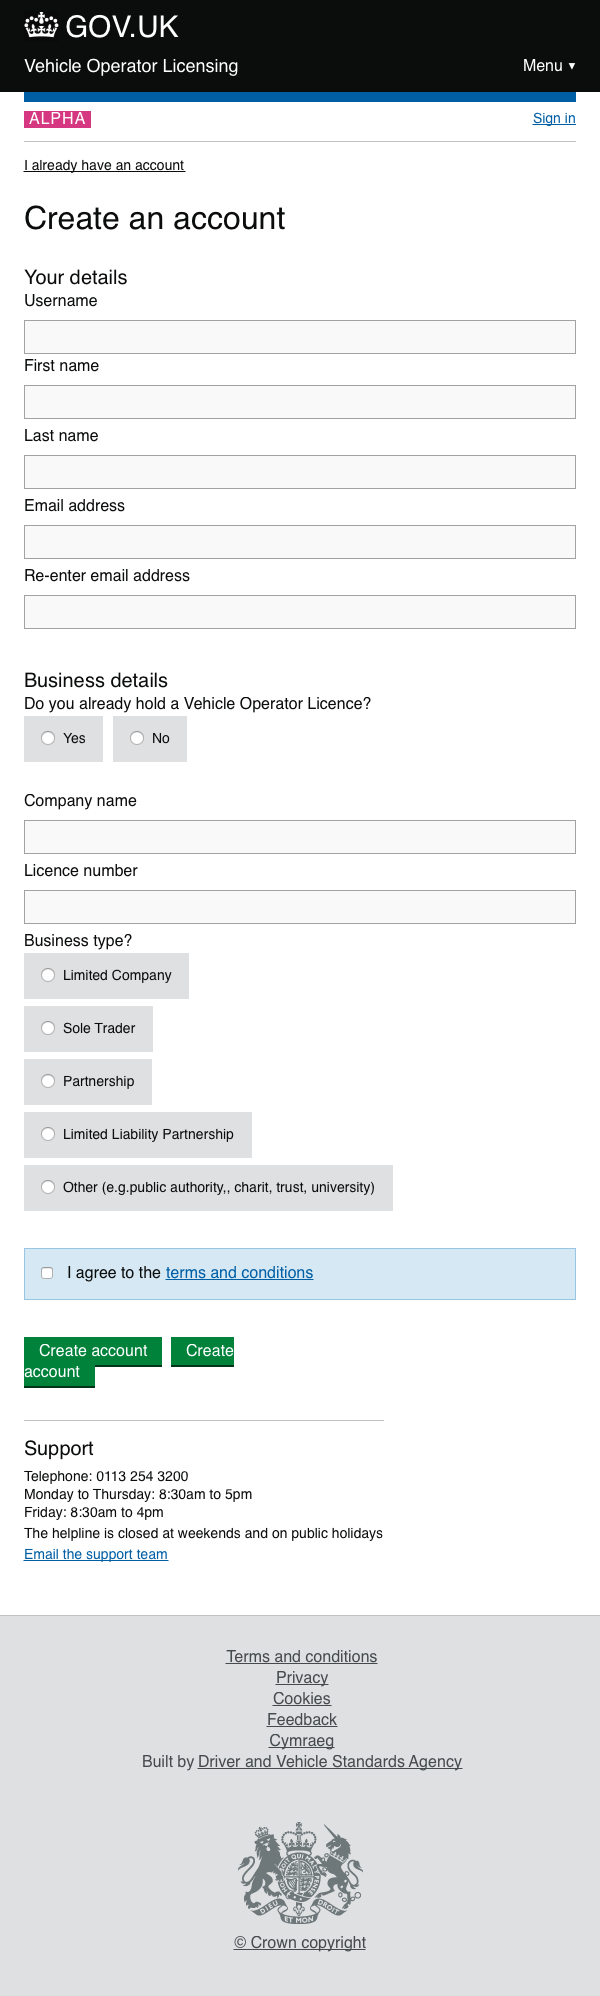 GOV.UK
Vehicle Operator Licensing
Menu ▼
ALPHA
Sign in
I already have an account
Create an account
Your details
Username
First name
Last name
Email address
Re-enter email address
Business details
Do you already hold a Vehicle Operator Licence?
Yes
No
Company name
Licence number
Business type?
Limited Company
Sole Trader
Partnership
Limited Liability Partnership
Other (e.g.public authority,, charit, trust, university)
I agree to the terms and conditions
Create account
Create
account
Support
Telephone: 0113 254 3200
Monday to Thursday: 8:30am to 5pm
Friday: 8:30am to 4pm
The helpline is closed at weekends and on public holidays
Email the support team
Terms and conditions
Privacy
Cookies
Feedback
Cymraeg
Built by Driver and Vehicle Standards Agency
DIEU ET MON DROIT
© Crown copyright